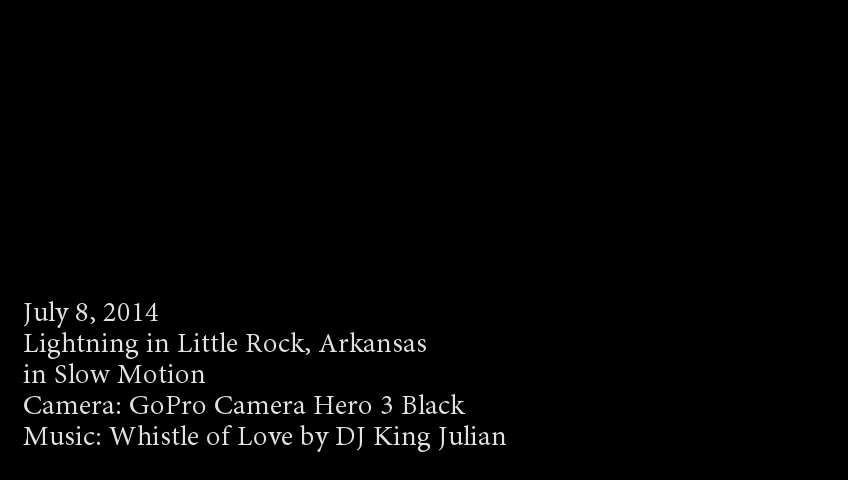 July 8, 2014
Lightning in Little Rock, Arkansas
in Slow Motion
Camera: GoPro Camera Hero 3 Black
Music: Whistle of Love by DJ King Julian